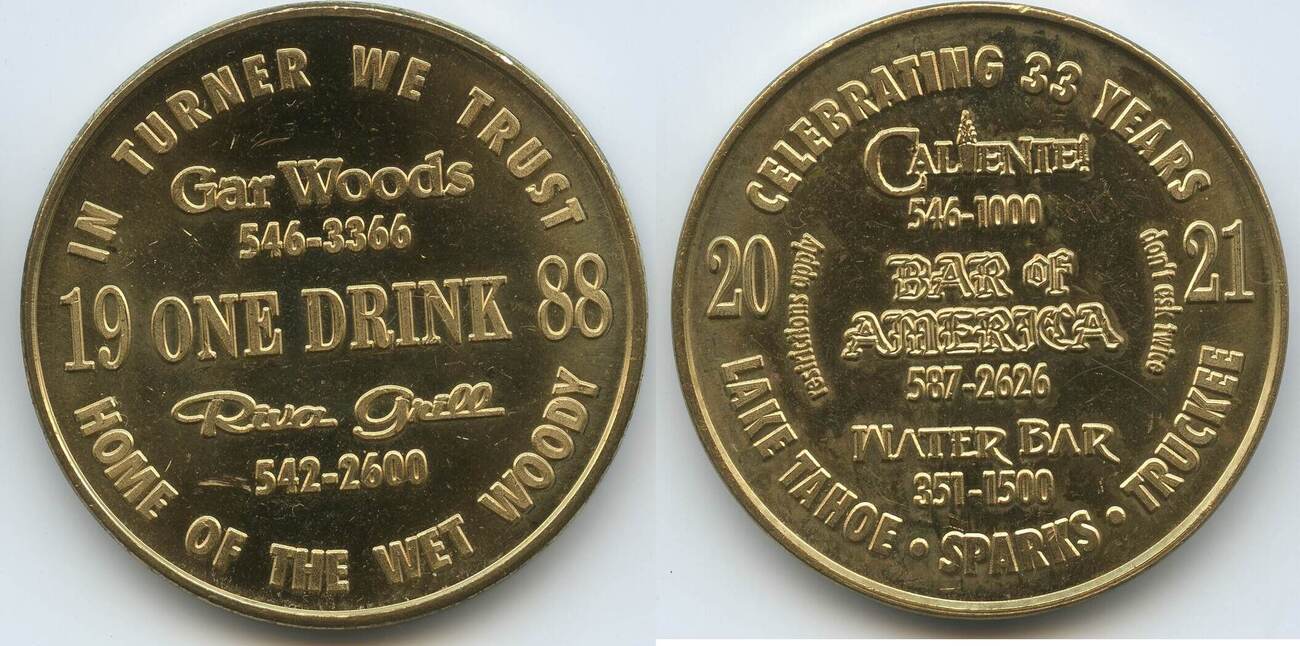 IN TURNER WE TRUST
Gar Woods
546-3366
19 ONE DRINK 88
Riva Grill
542-2600
HOME OF THE WET WOODY
CELEBRATING 33 YEARS
CALIENTE!
546-1000
20 21
restrictions apply
don't ask twice
BAR OF
AMERICA
587-2626
WATER BAR
351-1500
LAKE TAHOE • SPARKS • TRUCKEE